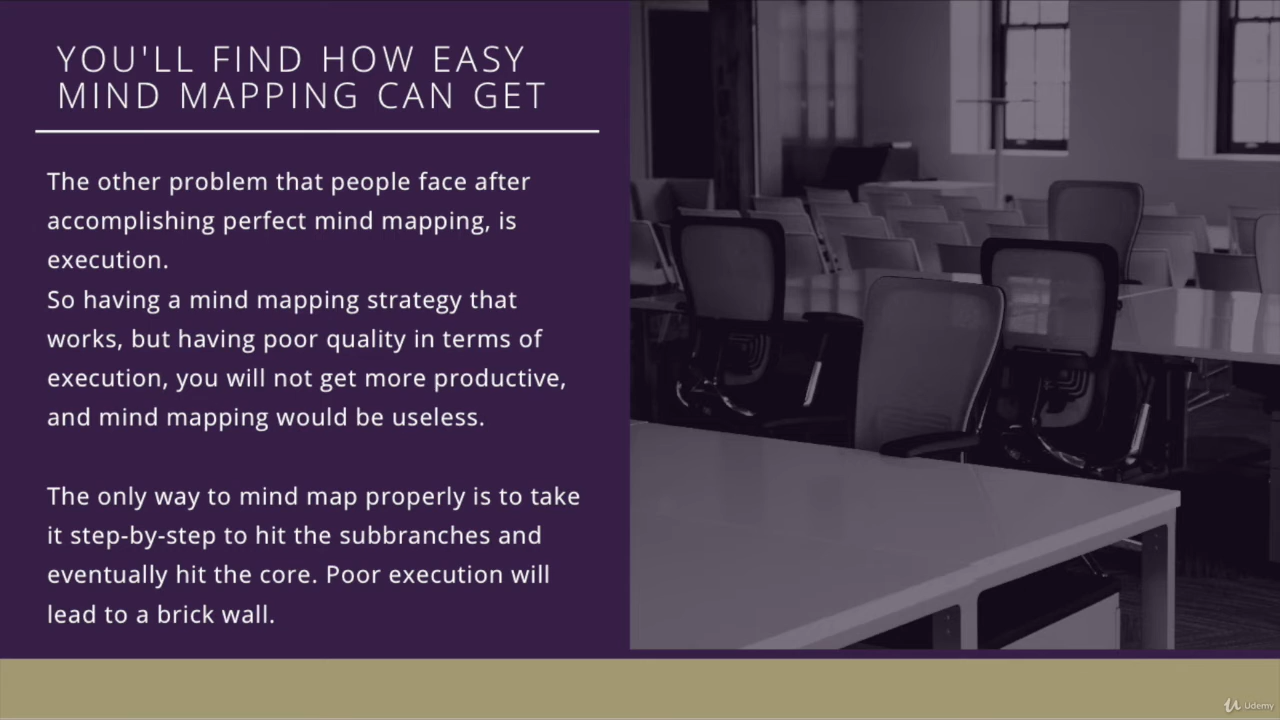 YOU'LL FIND HOW EASY
MIND MAPPING CAN GET
The other problem that people face after
accomplishing perfect mind mapping, is
execution.
So having a mind mapping strategy that
works, but having poor quality in terms of
execution, you will not get more productive,
and mind mapping would be useless.
The only way to mind map properly is to take
it step-by-step to hit the subbranches and
eventually hit the core. Poor execution will
lead to a brick wall.
Udemy